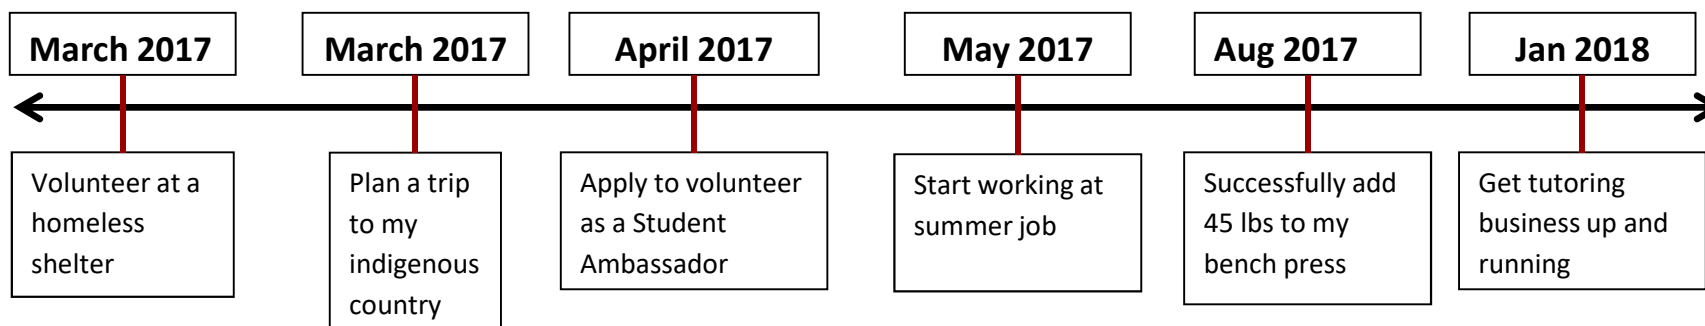 March 2017
March 2017
April 2017
May 2017
Aug 2017
Jan 2018
Volunteer at a
homeless
shelter
Plan a trip
to my
indigenous
country
Apply to volunteer
as a Student
Ambassador
Start working at
summer job
Successfully add
45 lbs to my
bench press
Get tutoring
business up and
running